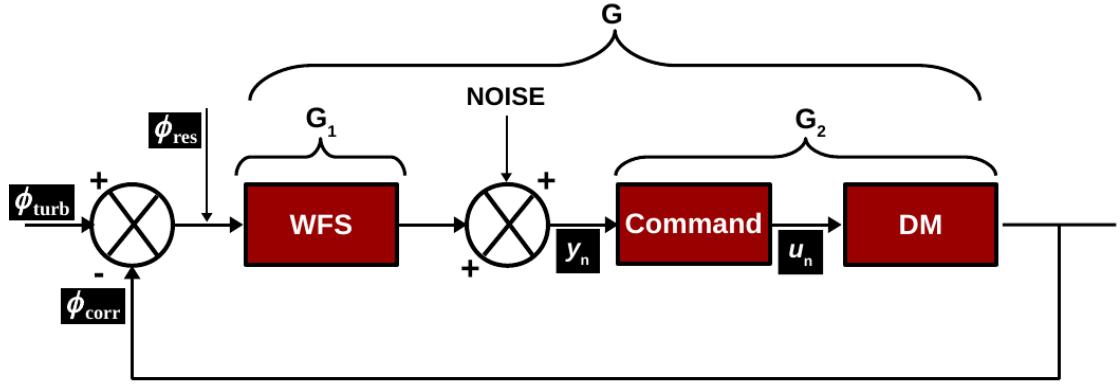 G
NOISE
G1
G2
ϕres
+
+
ϕturb
WFS
Command
DM
yn
un
-
+
ϕcorr